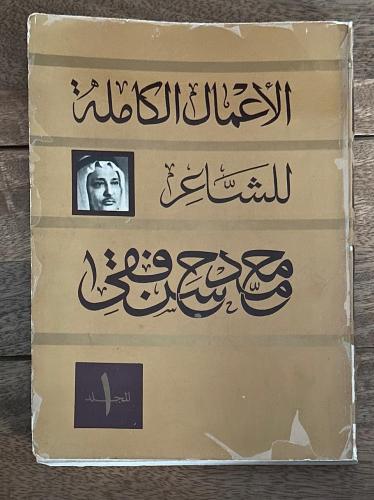 الأعمال الكاملة
للشاعر
محمد حسن فقي
المجلد
١